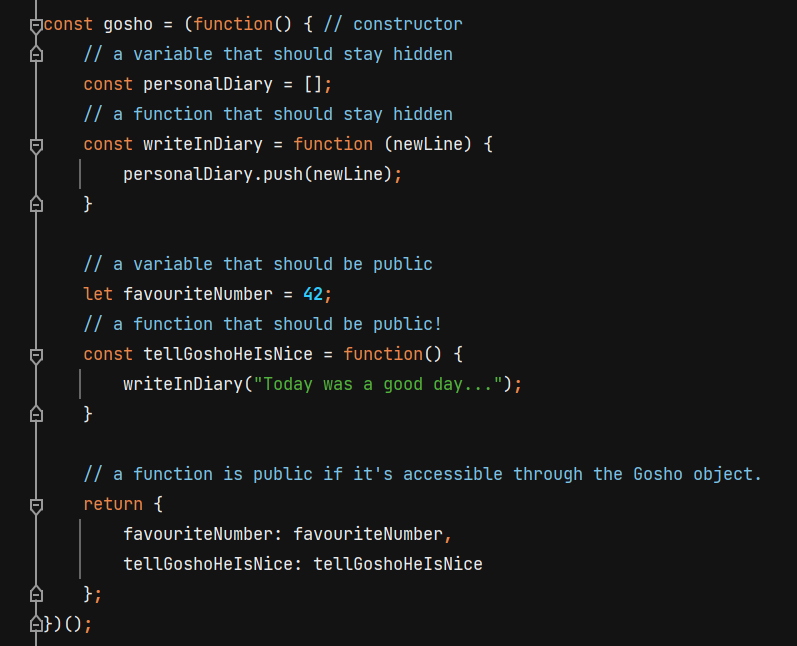 const gosho = (function() { // constructor
    // a variable that should stay hidden
    const personalDiary = [];
    // a function that should stay hidden
    const writeInDiary = function (newLine) {
        personalDiary.push(newLine);
    }

    // a variable that should be public
    let favouriteNumber = 42;
    // a function that should be public!
    const tellGoshoHeIsNice = function() {
        writeInDiary("Today was a good day...");
    }

    // a function is public if it's accessible through the Gosho object.
    return {
        favouriteNumber: favouriteNumber,
        tellGoshoHeIsNice: tellGoshoHeIsNice
    };
})();